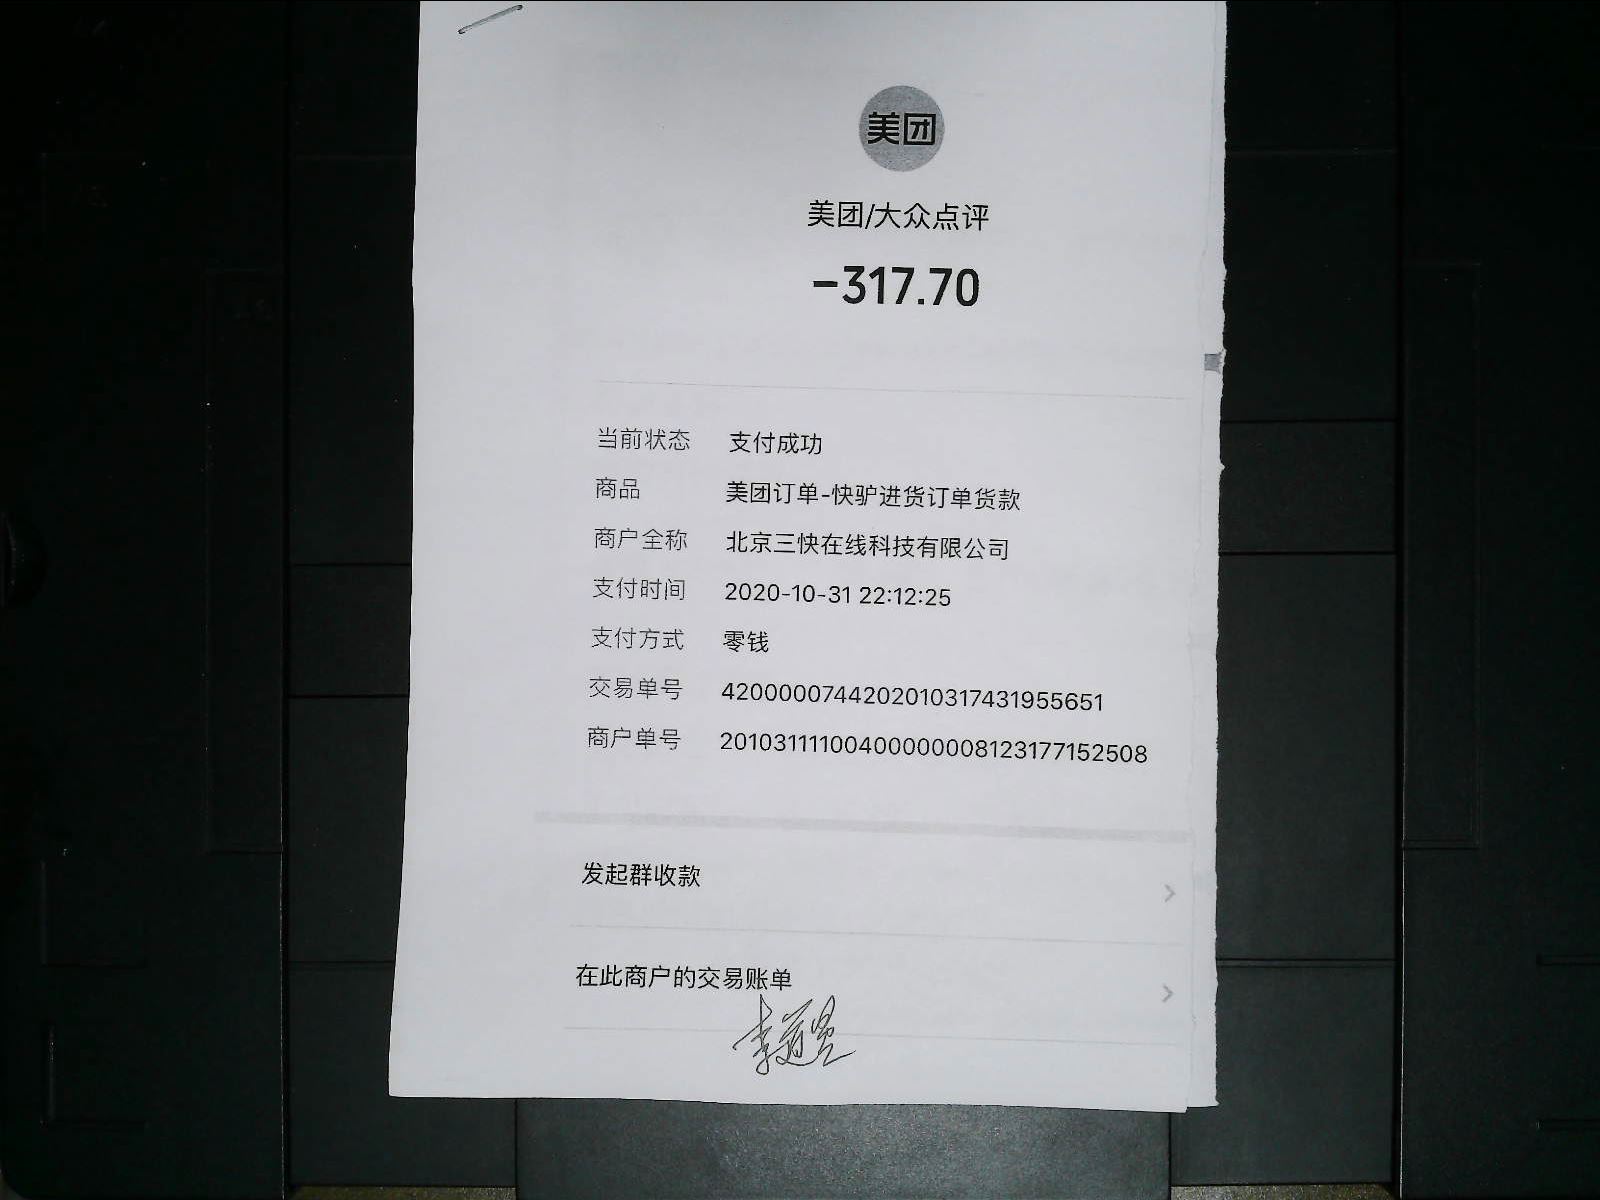 美团
美团/大众点评
-317.70
当前状态 支付成功
商品 美团订单-快驴进货订单货款
商户全称 北京三快在线科技有限公司
支付时间 2020-10-31 22:12:25
支付方式 零钱
交易单号 4200000744202010317431955651
商户单号 20103111100400000008123177152508
发起群收款
在此商户的交易账单